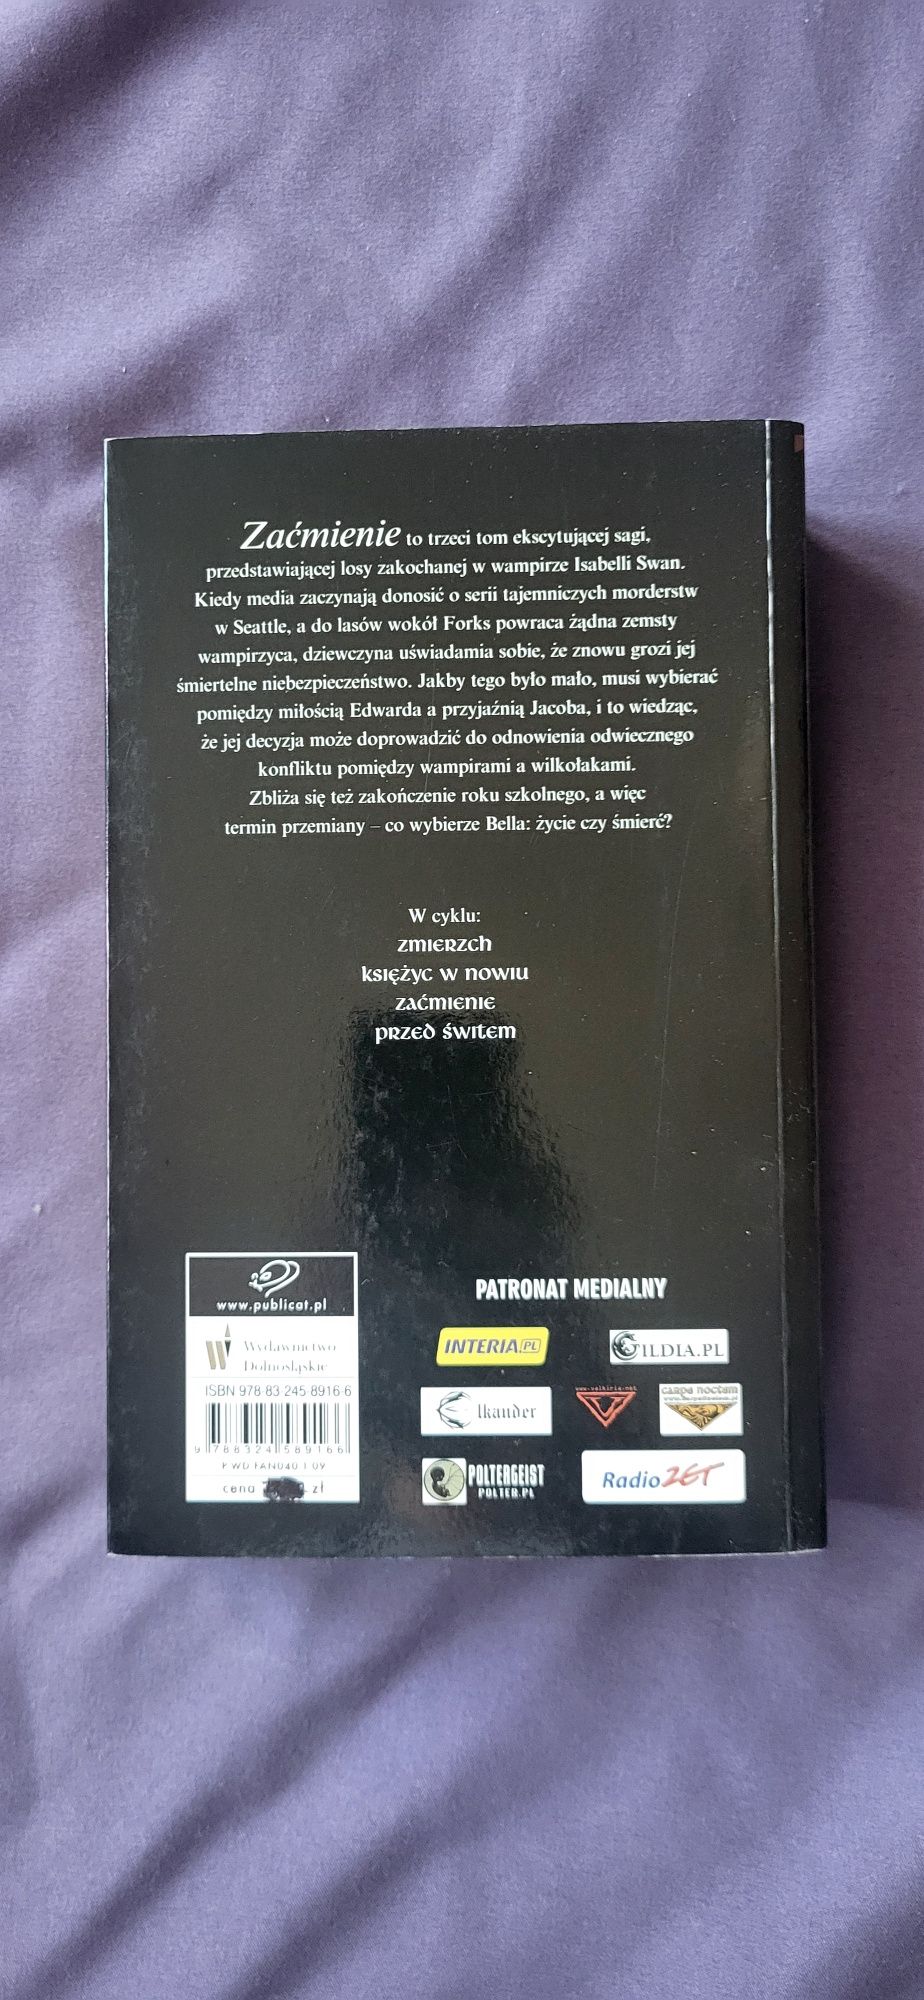 Zaćmienie to trzeci tom ekscytującej sagi,
przedstawiającej losy zakochanej w wampirze Isabelli Swan.
Kiedy media zaczynają donosić o serii tajemniczych morderstw
w Seattle, a do lasów wokół Forks powraca żądna zemsty
wampirzyca, dziewczyna uświadamia sobie, że znowu grozi jej
śmiertelne niebezpieczeństwo. Jakby tego było mało, musi wybierać
pomiędzy miłością Edwarda a przyjaźnią Jacoba, i to wiedząc,
że jej decyzja może doprowadzić do odnowienia odwiecznego
konfliktu pomiędzy wampirami a wilkołakami.
Zbliża się też zakończenie roku szkolnego, a więc
termin przemiany – co wybierze Bella: życie czy śmierć?
W cyklu:
zmierzch
księżyc w nowiu
zaćmienie
przed świtem
www.publicat.pl
Wydawnictwo
Dolnośląskie
ISBN 978-83-245-8916-6
9 788324 589166
cena zł
PATRONAT MEDIALNY
INTERIA.PL
GILDIA.PL
Elkander
www.valkiria.net
carpe noctem
POLTERGEIST
POLTER.PL
Radio ZET